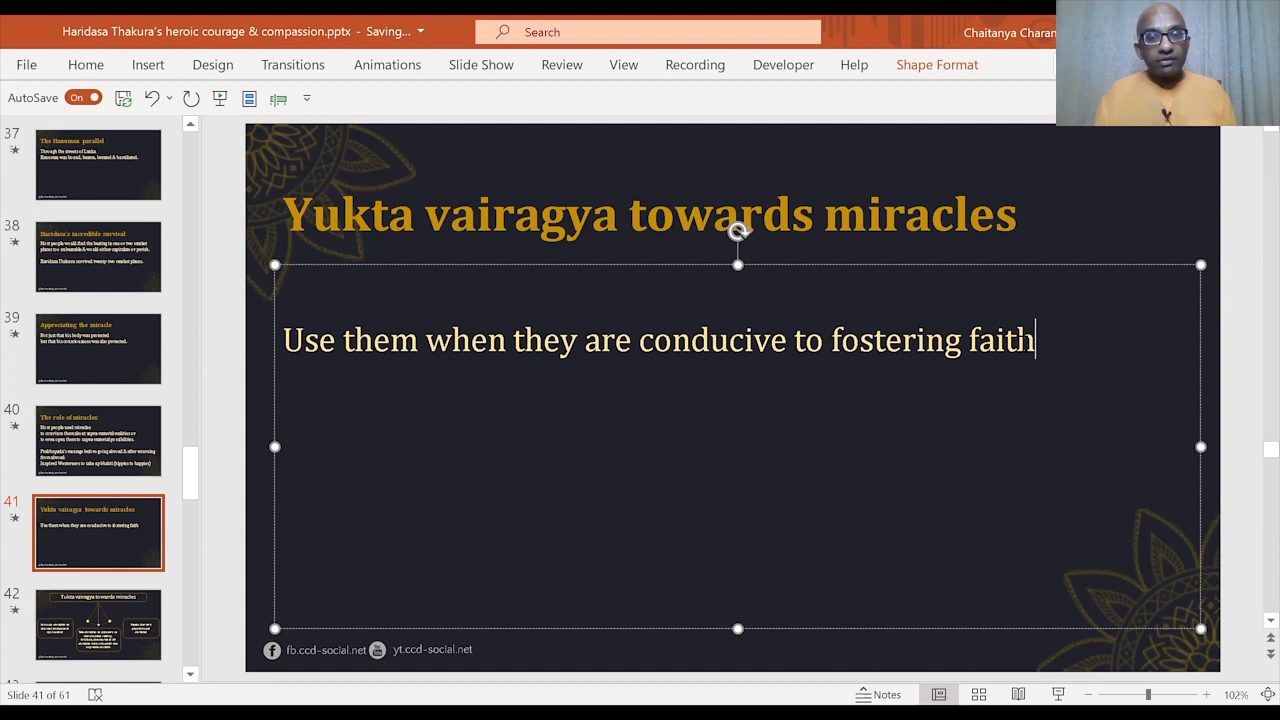 Haridasa Thakura's heroic courage & compassion.pptx - Saving...
Search
Chaitanya Charan
File Home Insert Design Transitions Animations Slide Show Review View Recording Developer Help Shape Format
AutoSave On
37
The Hanuman parallel
Through the streets of Lanka
Hanuman was bound, beaten, berated & humiliated.
38
Haridasa's incredible survival
Most people would find the beating in one or two market
places too unbearable & would either capitulate or perish.
Haridasa Thakura survived twenty-two market places.
39
Appreciating the miracle
Not just that his body was protected
but that his consciousness was also protected.
40
The role of miracles
Most people need miracles
to convince them about supra-material realities or
to even open them to supra-material possibilities.
Prabhupada's message before going abroad & after returning
from abroad:
Inspired Westerners to take up bhakti (hippies to happies)
41
Yukta vairagya towards miracles
Use them when they are conducive to fostering faith
42
Yukta vairagya towards miracles
Yukta vairagya towards miracles
Use them when they are conducive to fostering faith
fb.ccd-social.net yt.ccd-social.net
Slide 41 of 61
Notes
102%